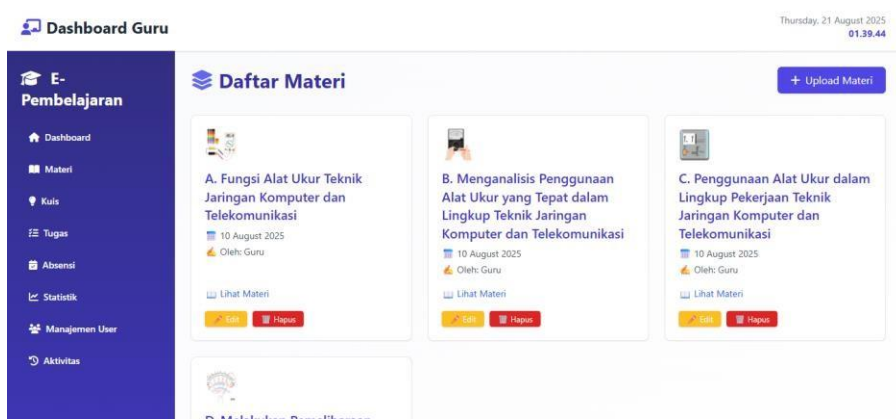 Dashboard Guru
Thursday, 21 August 2025
01.39.44
E-
Pembelajaran
Dashboard
Materi
Kuis
Tugas
Absensi
Statistik
Manajemen User
Aktivitas
Daftar Materi
+ Upload Materi
A. Fungsi Alat Ukur Teknik
Jaringan Komputer dan
Telekomunikasi
10 August 2025
Oleh: Guru
Lihat Materi
Edit Hapus
B. Menganalisis Penggunaan
Alat Ukur yang Tepat dalam
Lingkup Teknik Jaringan
Komputer dan Telekomunikasi
10 August 2025
Oleh: Guru
Lihat Materi
Edit Hapus
C. Penggunaan Alat Ukur dalam
Lingkup Pekerjaan Teknik
Jaringan Komputer dan
Telekomunikasi
10 August 2025
Oleh: Guru
Lihat Materi
Edit Hapus
D. Melakukan Pemeliharaan